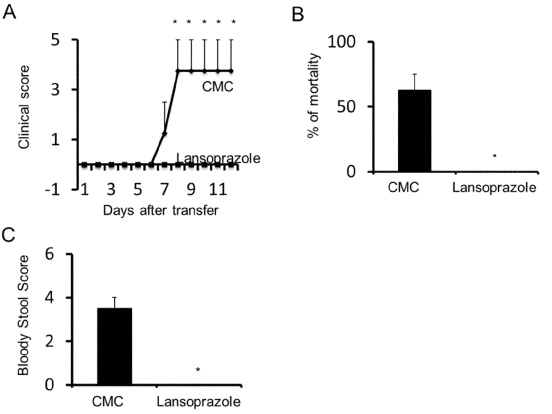 A
* * * * *
Clinical score
5
3
1
-1
CMC
Lansoprazole
1 3 5 7 9 11
Days after transfer
B
% of mortality
100
50
0
*
CMC Lansoprazole
C
Bloody Stool Score
6
4
2
0
*
CMC Lansoprazole